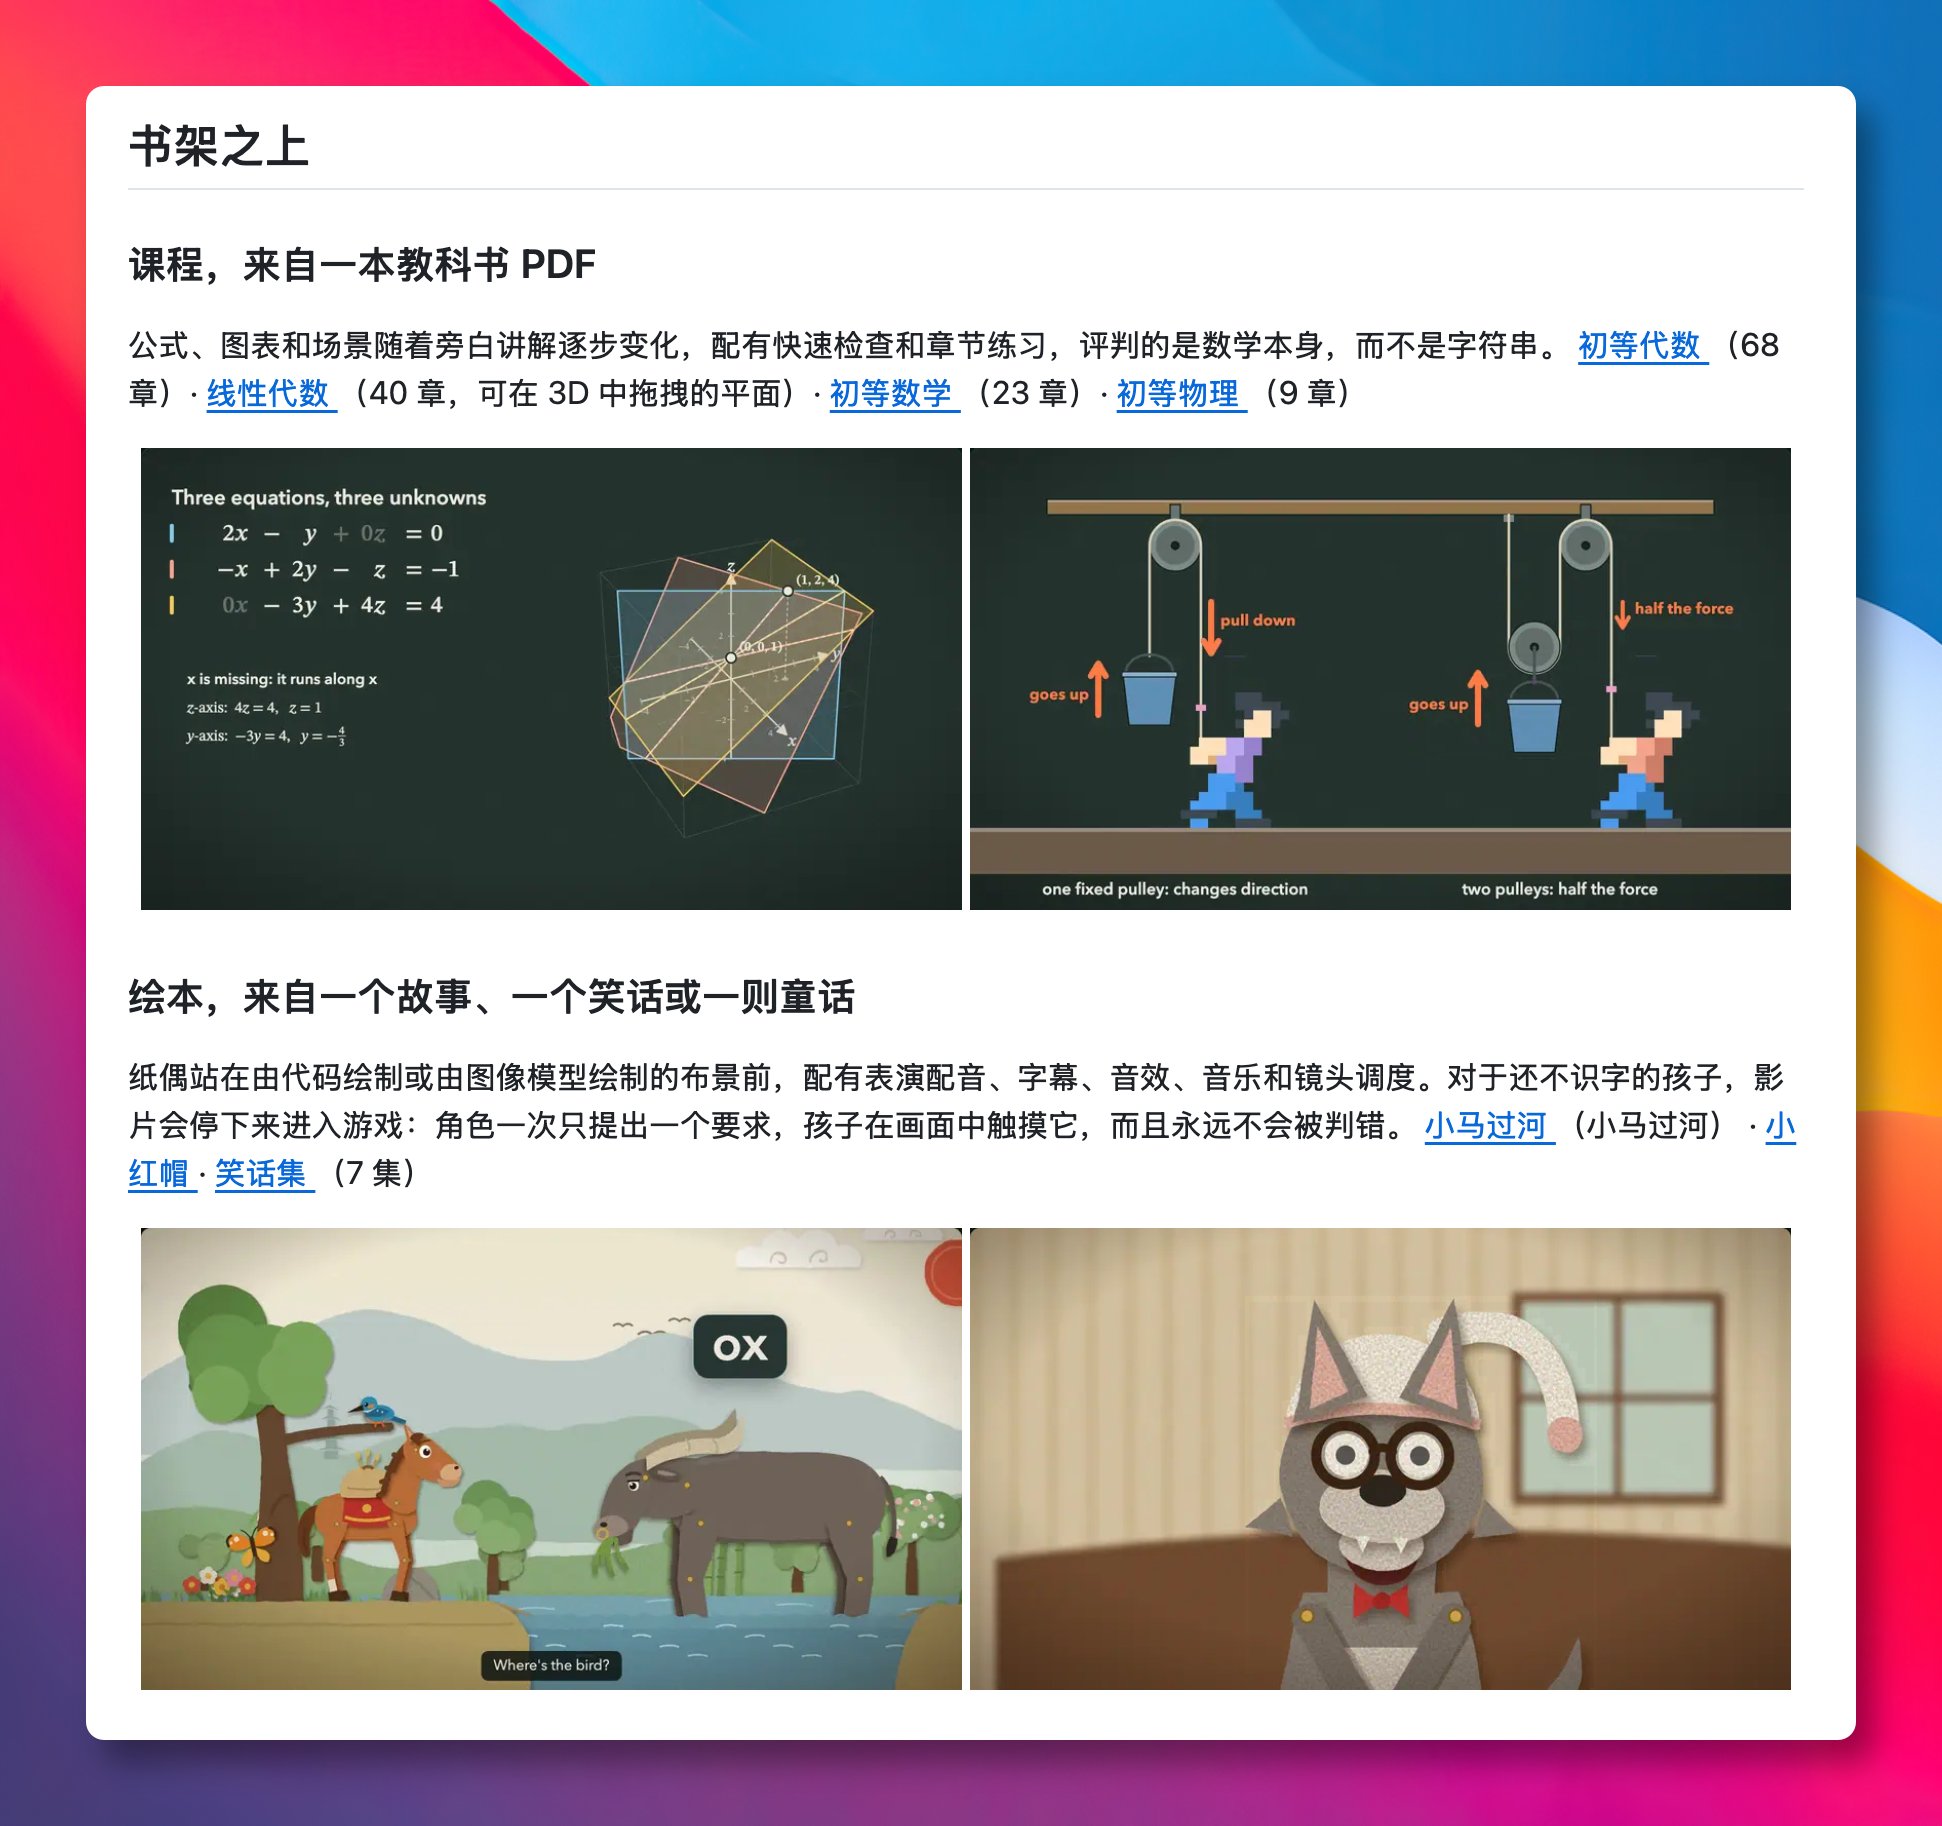 书架之上
课程，来自一本教科书 PDF
公式、图表和场景随着旁白讲解逐步变化，配有快速检查和章节练习，评判的是数学本身，而不是字符串。 初等代数 （68
章）· 线性代数 （40 章，可在 3D 中拖拽的平面）· 初等数学 （23 章）· 初等物理 （9 章）
Three equations, three unknowns
2x − y + 0z = 0
−x + 2y − z = −1
0x − 3y + 4z = 4
x is missing: it runs along x
z-axis: 4z = 4, z = 1
y-axis: −3y = 4, y = −4/3
z
(1, 2, 4)
(0, 0, 1)
y
x
pull down
goes up
half the force
goes up
one fixed pulley: changes direction
two pulleys: half the force
绘本，来自一个故事、一个笑话或一则童话
纸偶站在由代码绘制或由图像模型绘制的布景前，配有表演配音、字幕、音效、音乐和镜头调度。对于还不识字的孩子，影
片会停下来进入游戏：角色一次只提出一个要求，孩子在画面中触摸它，而且永远不会被判错。 小马过河 （小马过河） · 小
红帽 · 笑话集 （7 集）
OX
Where's the bird?